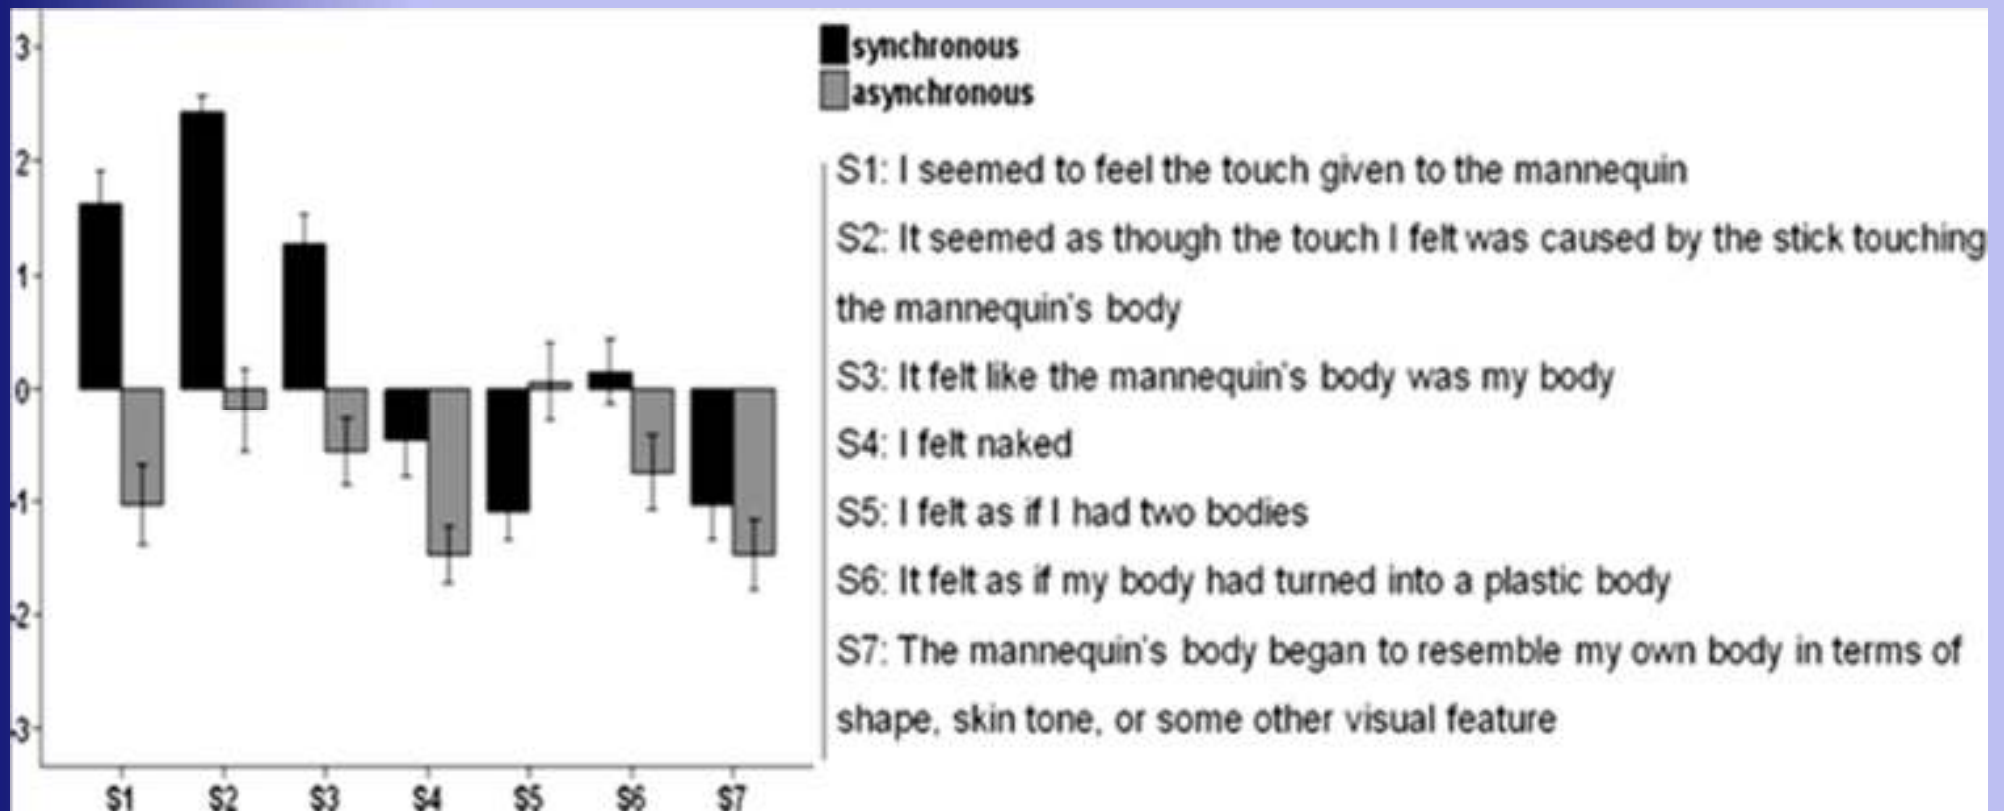 3
2
1
0
-1
-2
-3
S1 S2 S3 S4 S5 S6 S7
synchronous
asynchronous
S1: I seemed to feel the touch given to the mannequin
S2: It seemed as though the touch I felt was caused by the stick touching
the mannequin's body
S3: It felt like the mannequin's body was my body
S4: I felt naked
S5: I felt as if I had two bodies
S6: It felt as if my body had turned into a plastic body
S7: The mannequin's body began to resemble my own body in terms of
shape, skin tone, or some other visual feature